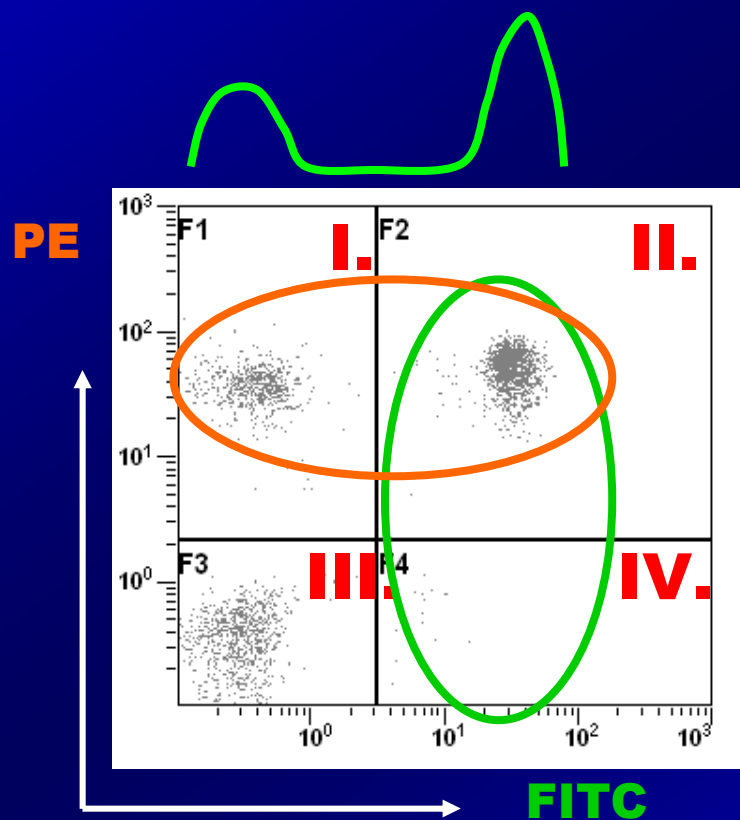 10³
PE
F1
I.
F2
II.
10²
10¹
F3
III.
F4
IV.
10⁰
10⁰
10¹
10²
10³
FITC